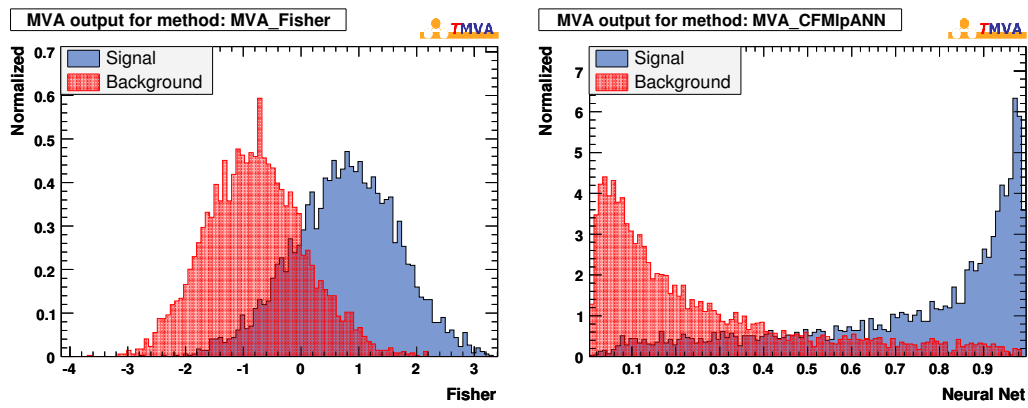 MVA output for method: MVA_Fisher
TMVA
Normalized
0.7
0.6
0.5
0.4
0.3
0.2
0.1
0
Signal
Background
-4 -3 -2 -1 0 1 2 3
Fisher
MVA output for method: MVA_CFMlpANN
TMVA
Normalized
7
6
5
4
3
2
1
0
Signal
Background
0.1 0.2 0.3 0.4 0.5 0.6 0.7 0.8 0.9
Neural Net